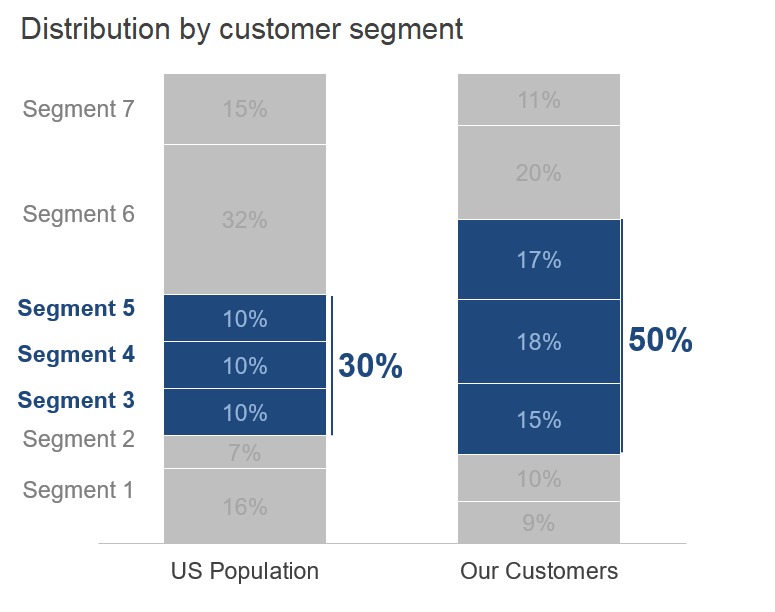 Distribution by customer segment
Segment 7 15% 11%
Segment 6 32% 20%
Segment 5 10% 17%
Segment 4 10% 30% 18% 50%
Segment 3 10% 15%
Segment 2 7% 10%
Segment 1 16% 9%
US Population Our Customers